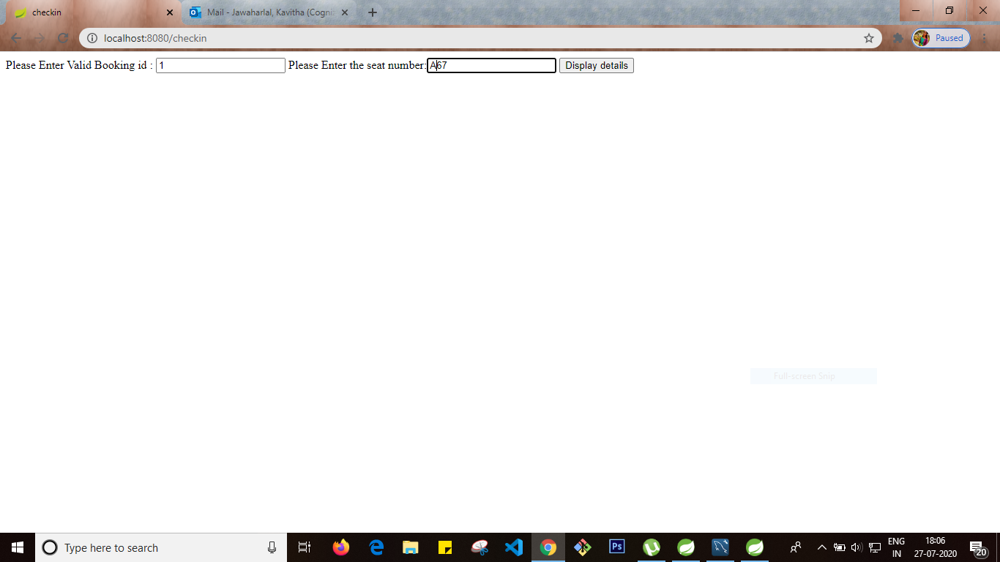 checkin
Mail - Jawaharlal, Kavitha (Cogni
localhost:8080/checkin
Paused
Please Enter Valid Booking id : 1 Please Enter the seat number: A67 Display details
Full-screen Snip
Type here to search
Ps
ENG
IN
18:06
27-07-2020
20